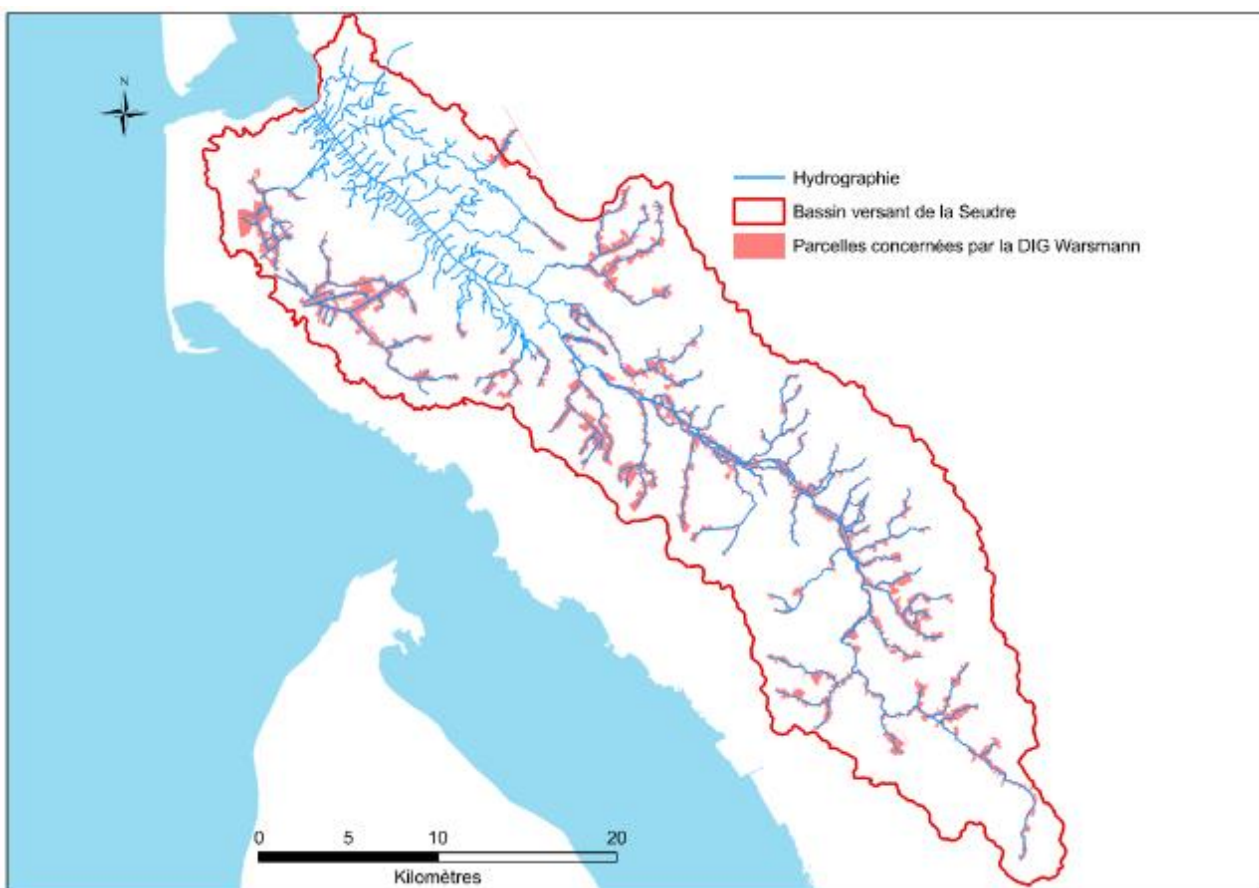 N
Hydrographie
Bassin versant de la Seudre
Parcelles concernées par la DIG Warsmann
0 5 10 20
Kilomètres